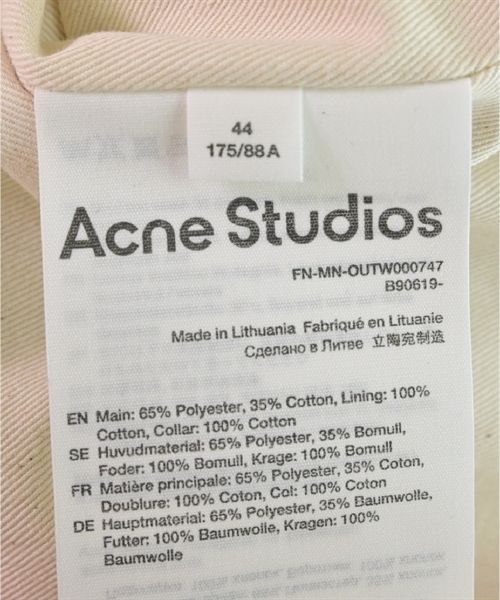 44
175/88A
Acne Studios
FN-MN-OUTW000747
B90619-
Made in Lithuania Fabriqué en Lituanie
Сделано в Литве 立陶宛制造
EN Main: 65% Polyester, 35% Cotton, Lining: 100%
Cotton, Collar: 100% Cotton
SE Huvudmaterial: 65% Polyester, 35% Bomull,
Foder: 100% Bomull, Krage: 100% Bomull
FR Matière principale: 65% Polyester, 35% Coton,
Doublure: 100% Coton, Col: 100% Coton
DE Hauptmaterial: 65% Polyester, 35% Baumwolle,
Futter: 100% Baumwolle, Kragen: 100%
Baumwolle